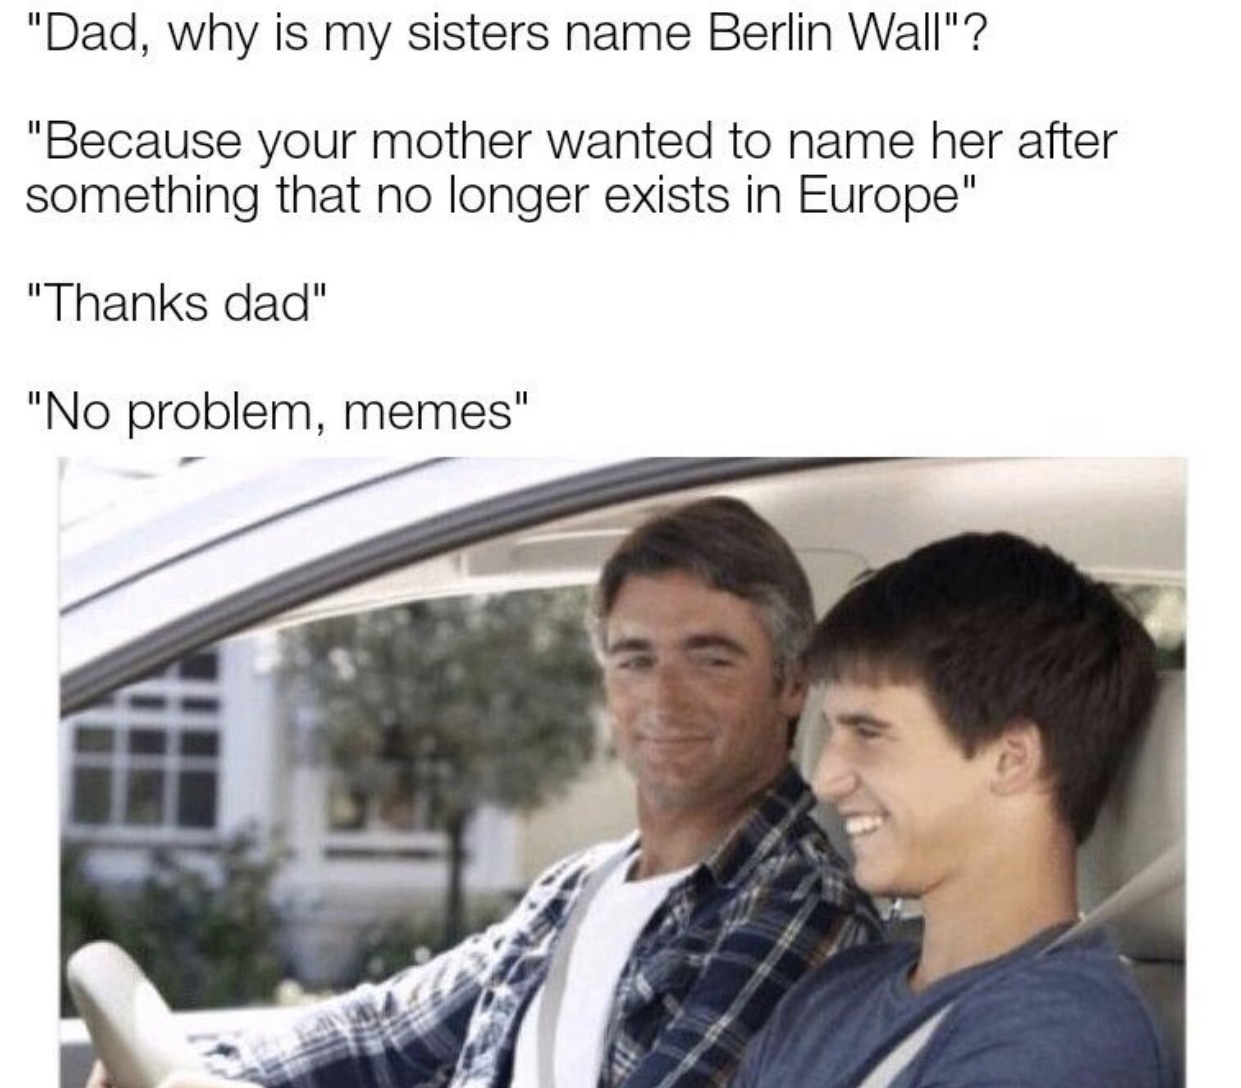 "Dad, why is my sisters name Berlin Wall"?
"Because your mother wanted to name her after
something that no longer exists in Europe"
"Thanks dad"
"No problem, memes"